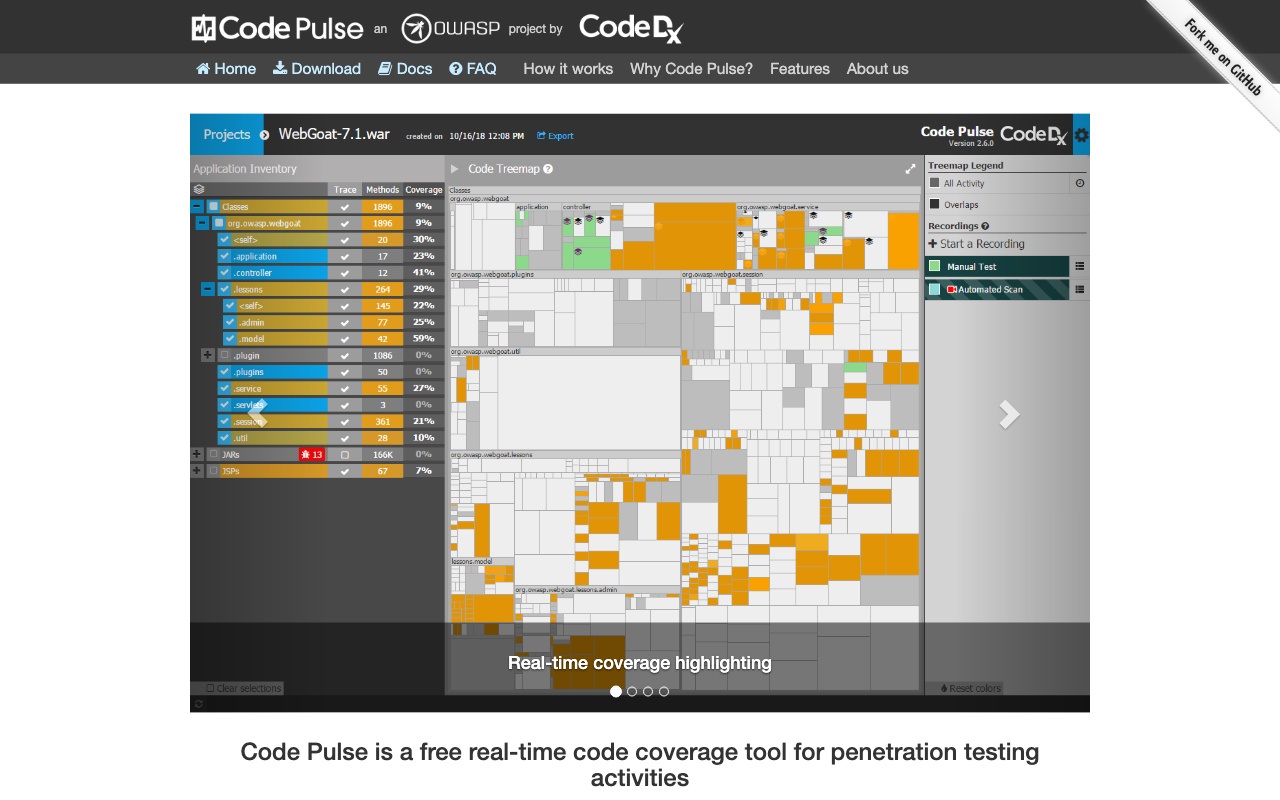 Code Pulse an OWASP project by Code Dx
Fork me on GitHub
Home Download Docs FAQ How it works Why Code Pulse? Features About us
Projects WebGoat-7.1.war created on 10/16/18 12:08 PM Export
Code Pulse Code Dx
Version 2.6.0
Application Inventory
Trace Methods Coverage
Classes 1896 9%
org.owasp.webgoat 1896 9%
<self> 20 30%
.application 17 23%
.controller 12 41%
.lessons 264 29%
<self> 145 22%
.admin 77 25%
.model 42 59%
.plugin 1086 0%
.plugins 50 0%
.service 55 27%
.servlets 3 0%
.session 361 21%
.util 28 10%
JARs 13 166K 0%
JSPs 67 7%
Clear selections
Code Treemap
Classes
org.owasp.webgoat
application controller org.owasp.webgoat.service
org.owasp.webgoat.plugins org.owasp.webgoat.session
org.owasp.webgoat.util
org.owasp.webgoat.lessons
lessons.model
org.owasp.webgoat.lessons.admin
Treemap Legend
All Activity
Overlaps
Recordings
Start a Recording
Manual Test
Automated Scan
Reset colors
Real-time coverage highlighting
Code Pulse is a free real-time code coverage tool for penetration testing
activities